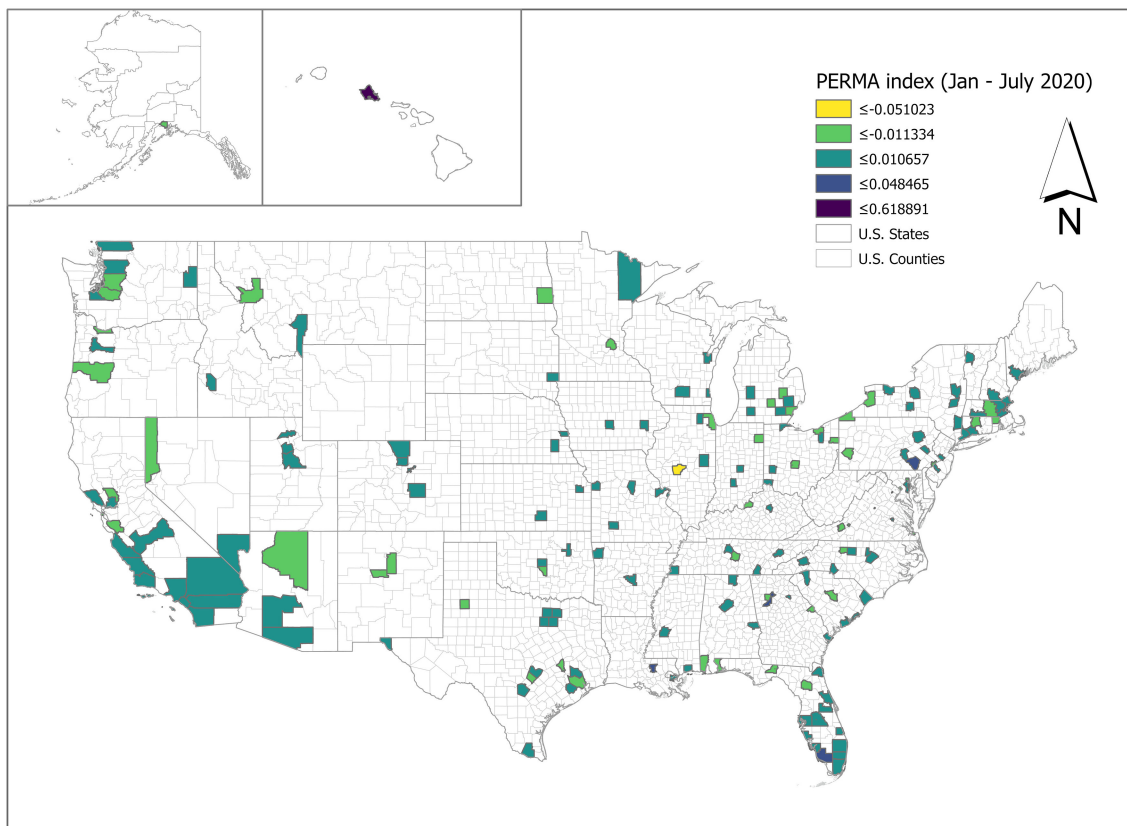 PERMA index (Jan - July 2020)
≤-0.051023
≤-0.011334
≤0.010657
≤0.048465
≤0.618891
U.S. States
U.S. Counties
N